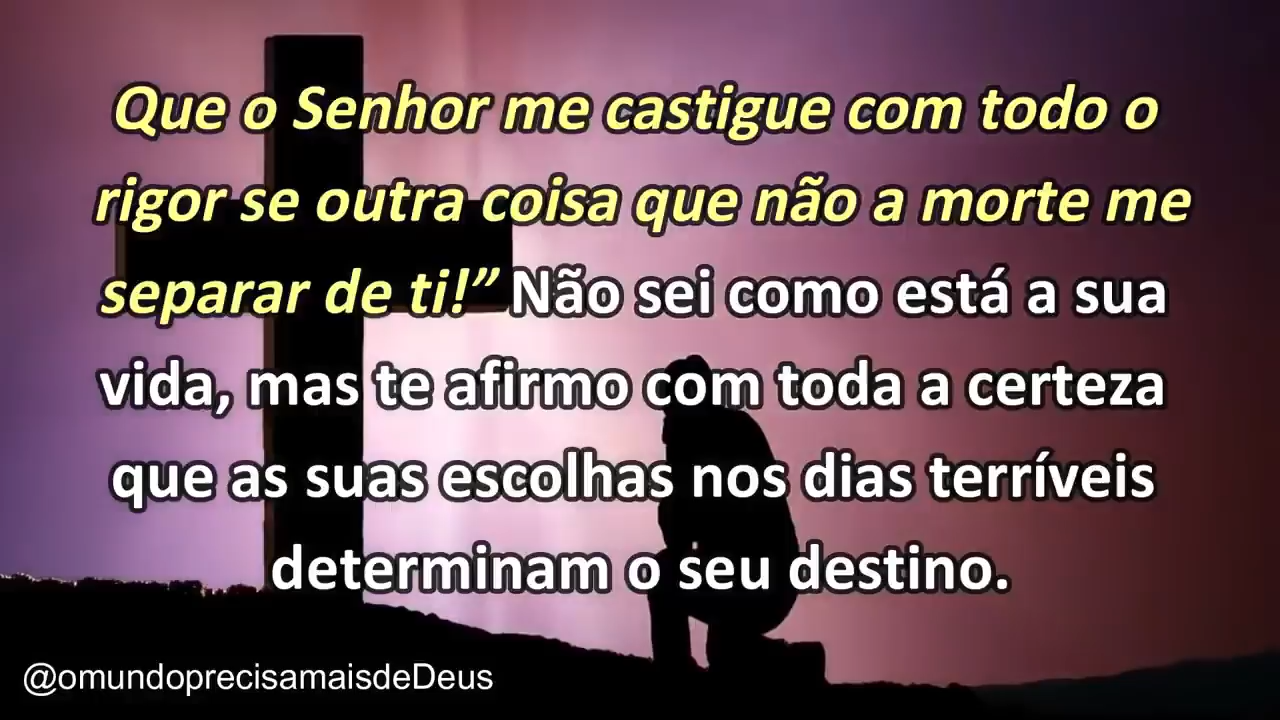 Que o Senhor me castigue com todo o
rigor se outra coisa que não a morte me
separar de ti!” Não sei como está a sua
vida, mas te afirmo com toda a certeza
que as suas escolhas nos dias terríveis
determinam o seu destino.
@omundoprecisamaisdeDeus